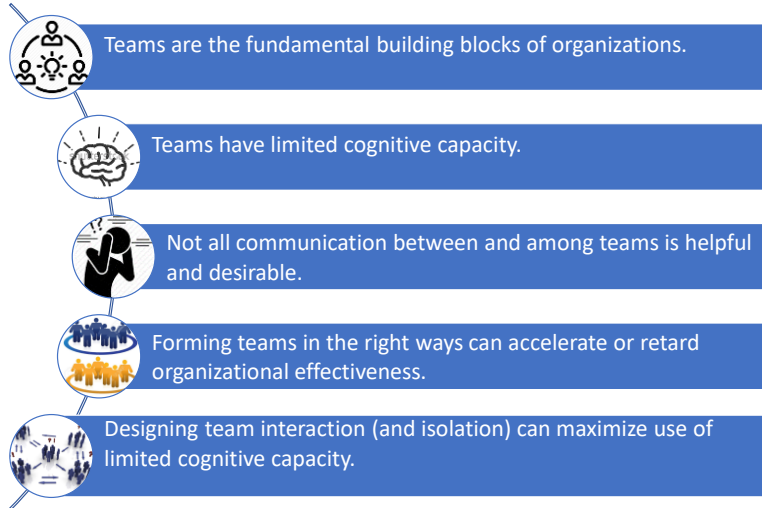 Teams are the fundamental building blocks of organizations.
Teams have limited cognitive capacity.
!?
Not all communication between and among teams is helpful
and desirable.
Forming teams in the right ways can accelerate or retard
organizational effectiveness.
Designing team interaction (and isolation) can maximize use of
limited cognitive capacity.